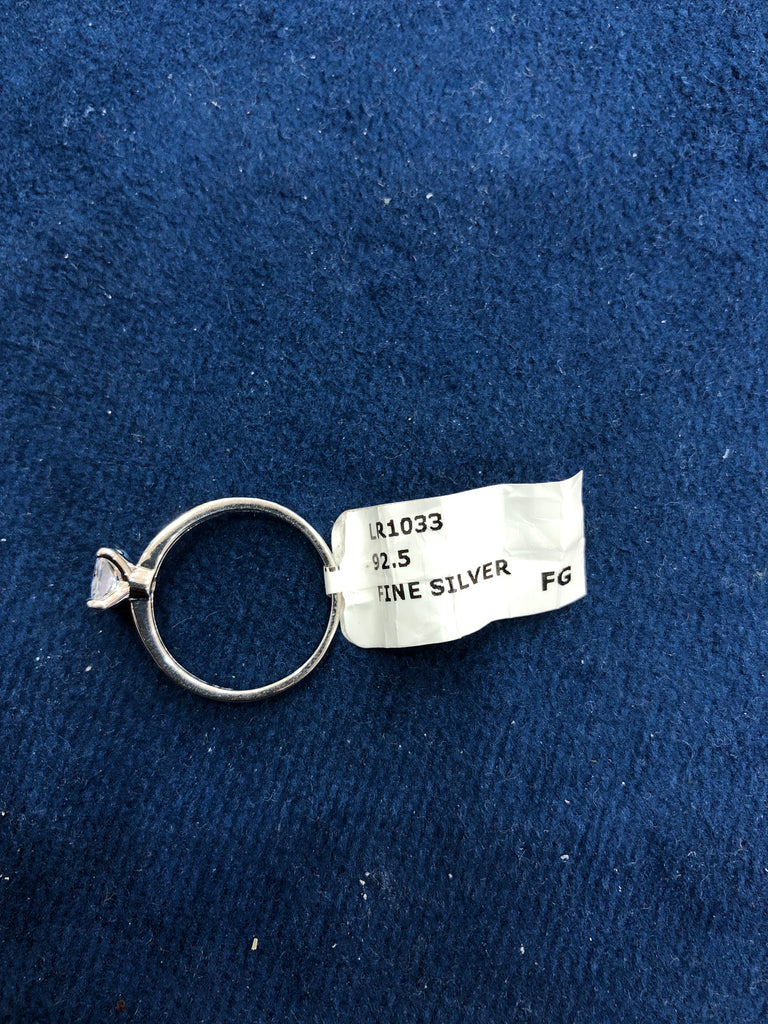 LR1033
92.5
FINE SILVER FG